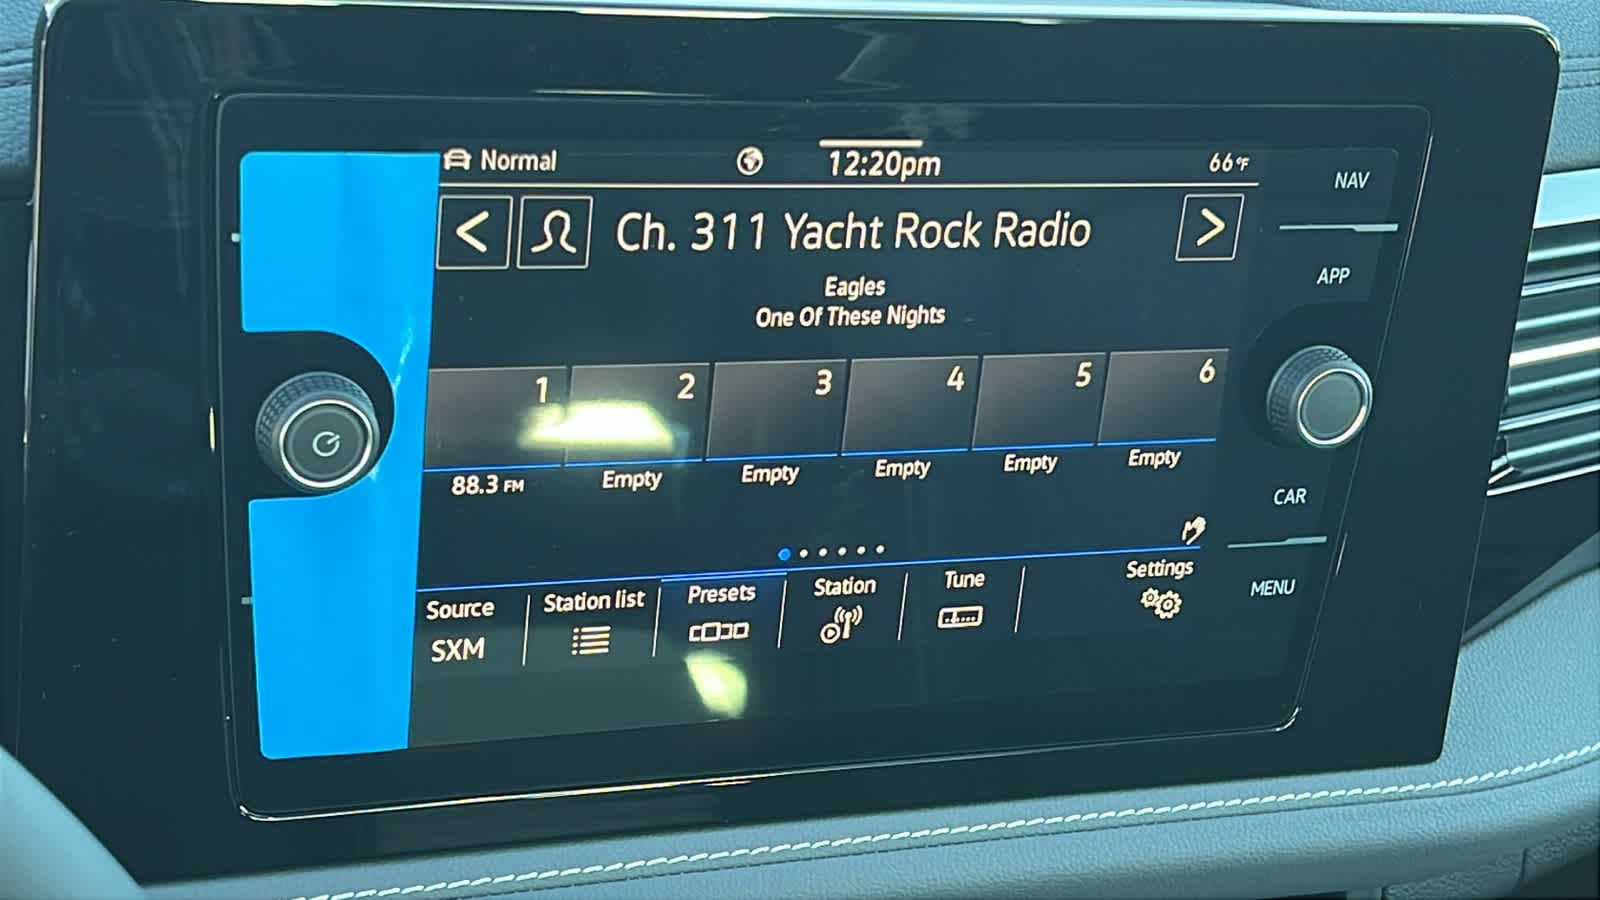 Normal 12:20pm 66°F
NAV
Ch. 311 Yacht Rock Radio
APP
Eagles
One Of These Nights
1 2 3 4 5 6
88.3 FM Empty Empty Empty Empty Empty
CAR
Source Station list Presets Station Tune Settings
MENU
SXM